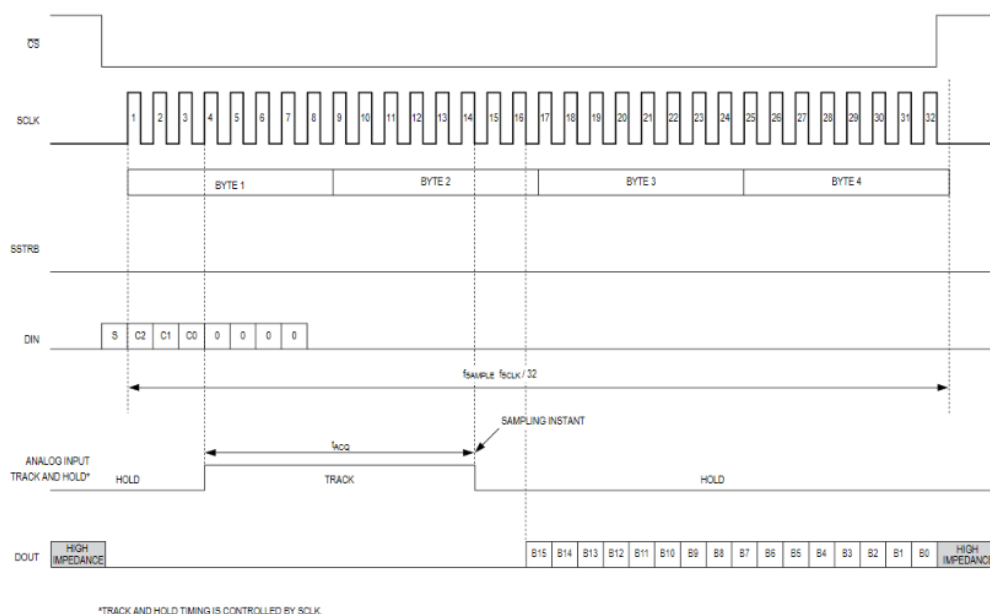 CS
SCLK
1 2 3 4 5 6 7 8 9 10 11 12 13 14 15 16 17 18 19 20 21 22 23 24 25 26 27 28 29 30 31 32
BYTE 1 BYTE 2 BYTE 3 BYTE 4
SSTRB
DIN
S C2 C1 C0 0 0 0 0
fSAMPLE fSCLK / 32
SAMPLING INSTANT
tACQ
ANALOG INPUT
TRACK AND HOLD*
HOLD TRACK HOLD
DOUT
HIGH
IMPEDANCE
B15 B14 B13 B12 B11 B10 B9 B8 B7 B6 B5 B4 B3 B2 B1 B0
HIGH
IMPEDANCE
*TRACK AND HOLD TIMING IS CONTROLLED BY SCLK.